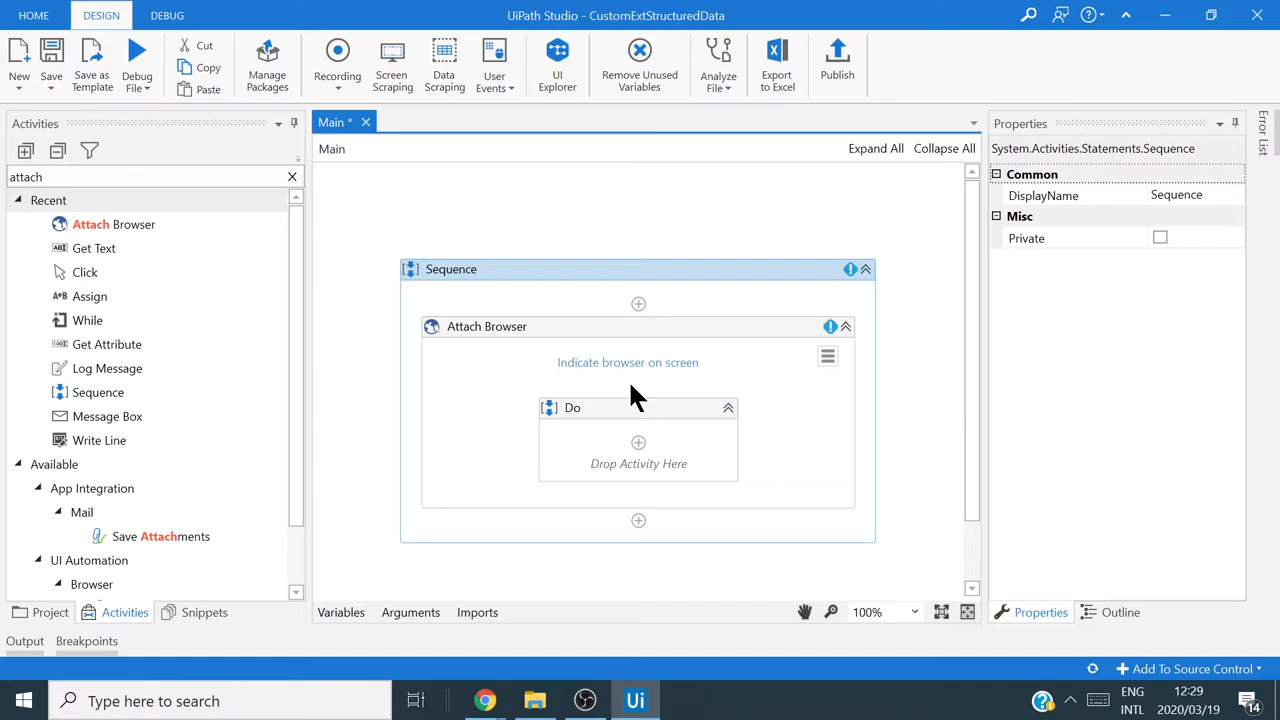 HOME DESIGN DEBUG UiPath Studio - CustomExtStructuredData
New Save Save as Template Debug File Cut Copy Paste Manage Packages Recording Screen Scraping Data Scraping User Events UI Explorer Remove Unused Variables Analyze File Export to Excel Publish
Activities
attach
Recent
Attach Browser
Get Text
Click
Assign
While
Get Attribute
Log Message
Sequence
Message Box
Write Line
Available
App Integration
Mail
Save Attachments
UI Automation
Browser
Project Activities Snippets
Main *
Main Expand All Collapse All
Sequence
Attach Browser
Indicate browser on screen
Do
Drop Activity Here
Variables Arguments Imports 100%
Properties
System.Activities.Statements.Sequence
Common
DisplayName Sequence
Misc
Private
Properties Outline
Error List
Output Breakpoints
Add To Source Control
Type here to search
Ui
ENG
INTL
12:29
2020/03/19
14